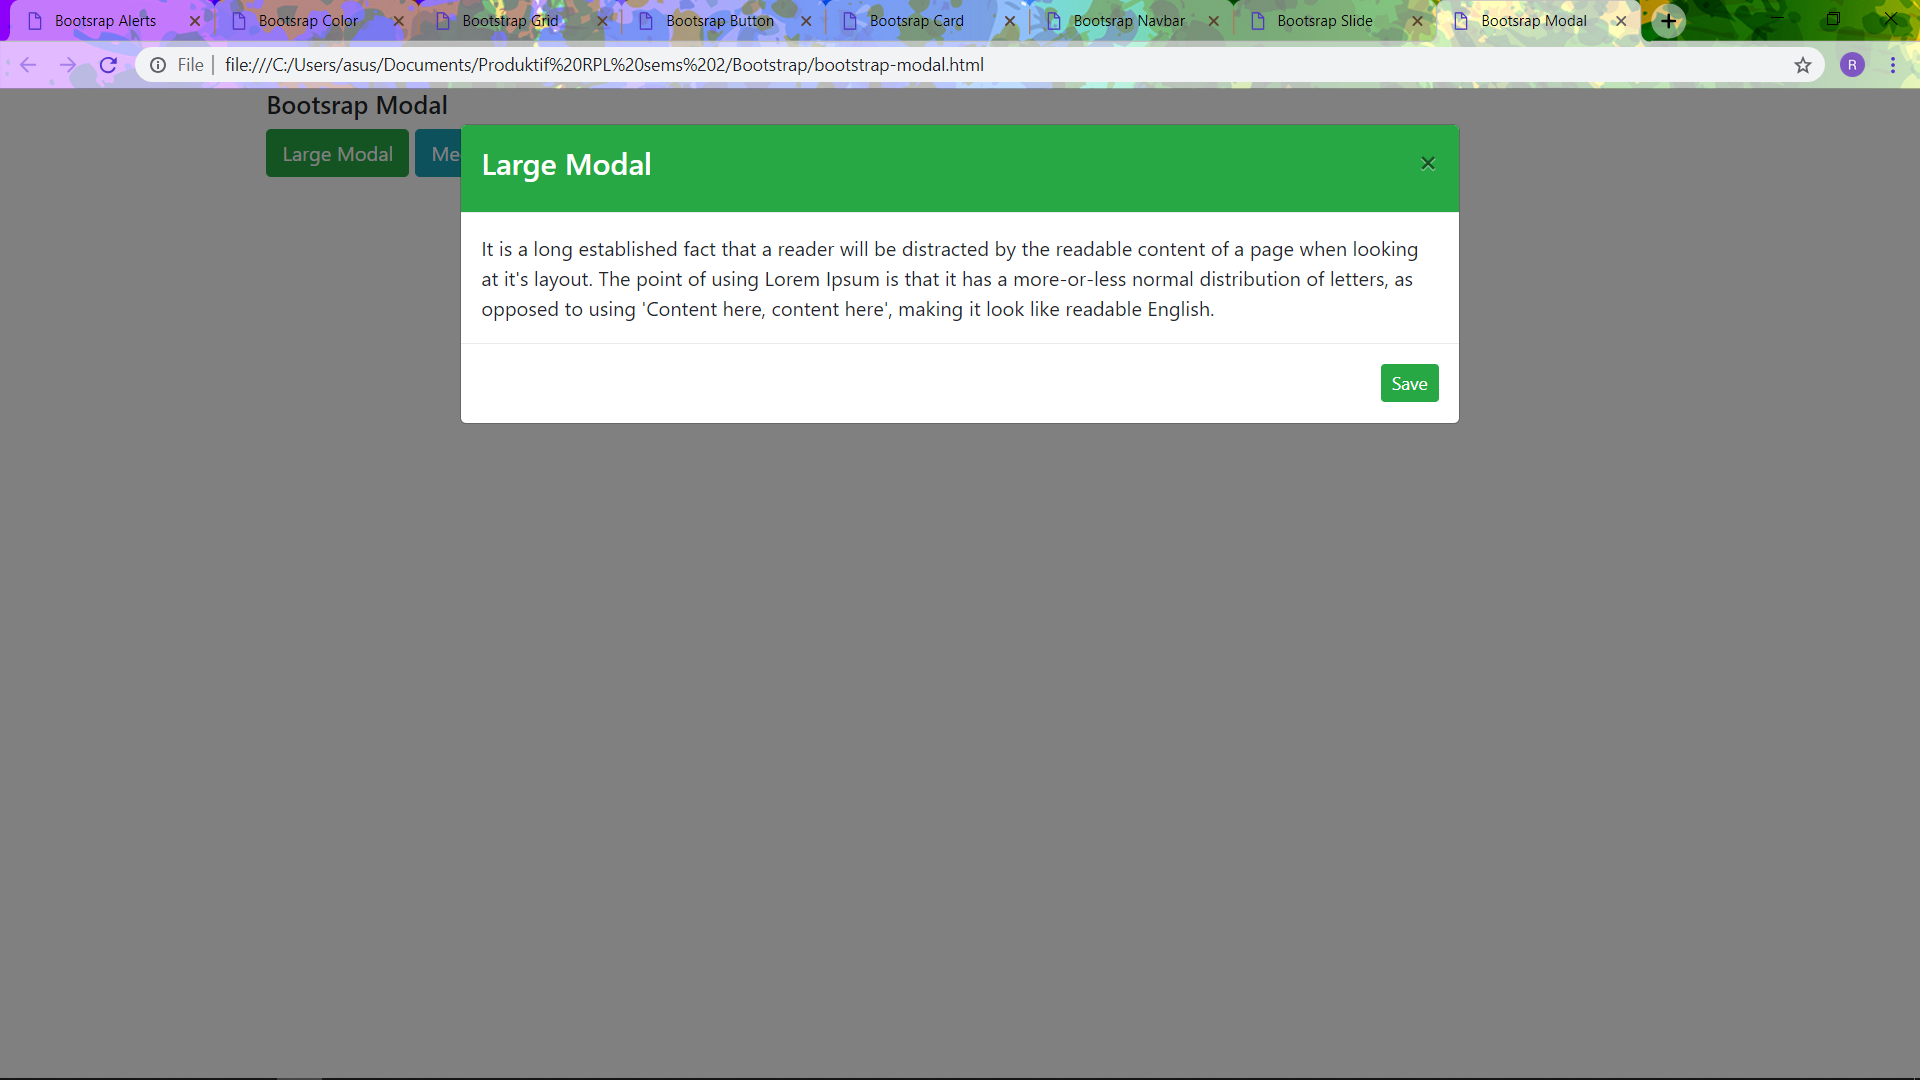 Bootsrap Alerts
Bootsrap Color
Bootstrap Grid
Bootsrap Button
Bootsrap Card
Bootsrap Navbar
Bootsrap Slide
Bootsrap Modal
File | file:///C:/Users/asus/Documents/Produktif%20RPL%20sems%202/Bootstrap/bootstrap-modal.html
R
Bootsrap Modal
Large Modal
Me
Large Modal
×
It is a long established fact that a reader will be distracted by the readable content of a page when looking
at it's layout. The point of using Lorem Ipsum is that it has a more-or-less normal distribution of letters, as
opposed to using 'Content here, content here', making it look like readable English.
Save